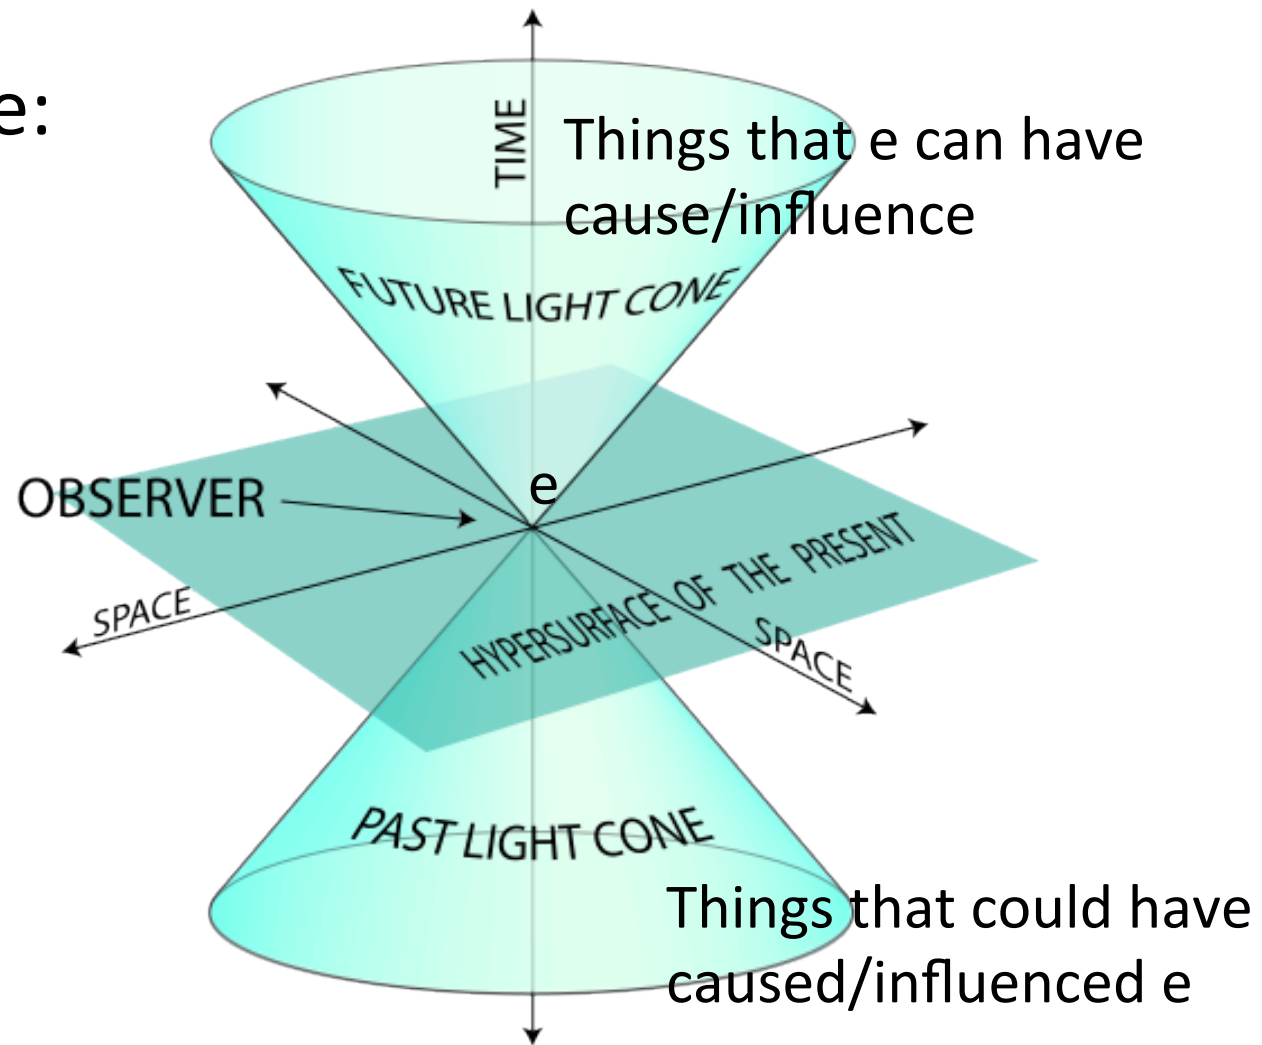 e:
TIME
Things that e can have
cause/influence
FUTURE LIGHT CONE
e
OBSERVER
SPACE
HYPERSURFACE OF THE PRESENT
SPACE
PAST LIGHT CONE
Things that could have
caused/influenced e